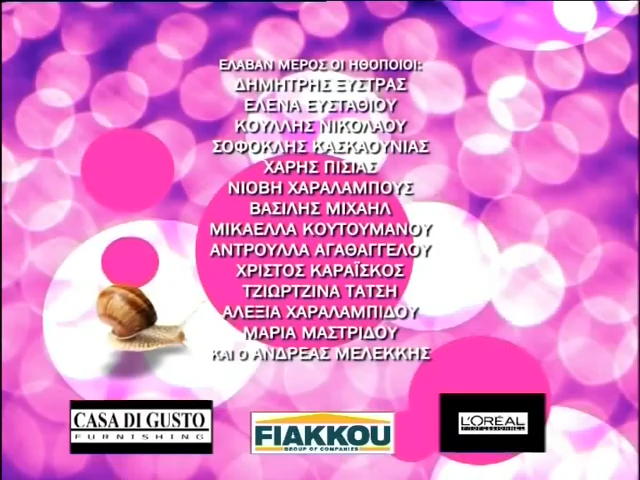 ΕΛΑΒΑΝ ΜΕΡΟΣ ΟΙ ΗΘΟΠΟΙΟΙ:
ΔΗΜΗΤΡΗΣ ΞΥΣΤΡΑΣ
ΕΛΕΝΑ ΕΥΣΤΑΘΙΟΥ
ΚΟΥΛΛΗΣ ΝΙΚΟΛΑΟΥ
ΣΟΦΟΚΛΗΣ ΚΑΣΚΑΟΥΝΙΑΣ
ΧΑΡΗΣ ΠΙΣΙΑΣ
ΝΙΟΒΗ ΧΑΡΑΛΑΜΠΟΥΣ
ΒΑΣΙΛΗΣ ΜΙΧΑΗΛ
ΜΙΚΑΕΛΛΑ ΚΟΥΤΟΥΜΑΝΟΥ
ΑΝΤΡΟΥΛΛΑ ΑΓΑΘΑΓΓΕΛΟΥ
ΧΡΙΣΤΟΣ ΚΑΡΑΪΣΚΟΣ
ΤΖΙΩΡΤΖΙΝΑ ΤΑΤΣΗ
ΑΛΕΞΙΑ ΧΑΡΑΛΑΜΠΙΔΟΥ
ΜΑΡΙΑ ΜΑΣΤΡΙΔΟΥ
ΚΑΙ Ο ΑΝΔΡΕΑΣ ΜΕΛΕΚΚΗΣ
CASA DI GUSTO
FURNISHING
FIAKKOU
GROUP OF COMPANIES
L'ORÉAL
PROFESSIONNEL